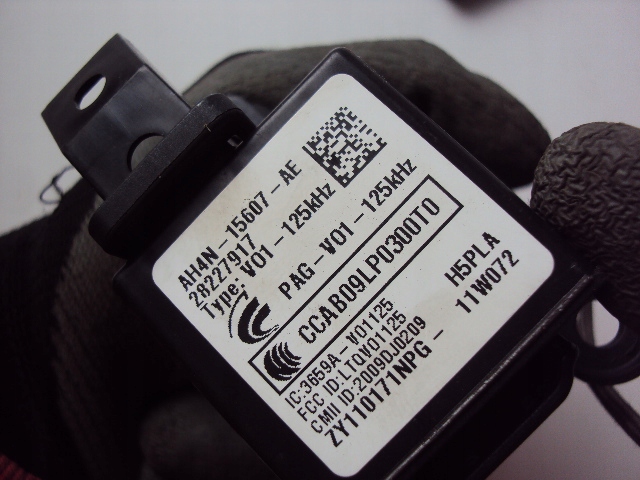 AH4N-15607-AE
28227917
Type: V01-125kHz
PAG-V01-125kHz
CCAB09LP0300T0
IC:3659A-V01125
FCC ID:LTQV01125
CMII ID:2009DJ0209
ZY110171NPG-
H5PLA
11W072